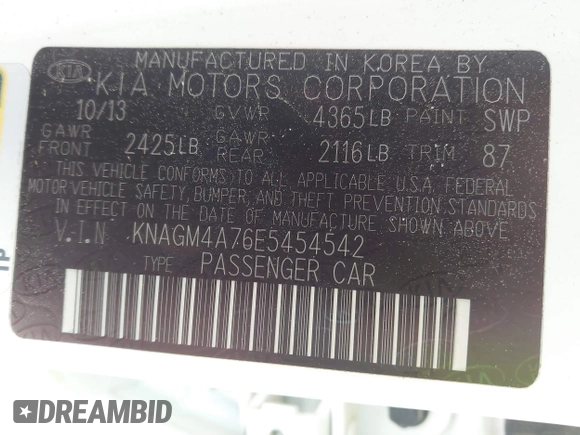 MANUFACTURED IN KOREA BY
KIA KIA MOTORS CORPORATION
10/13 GVWR 4365LB PAINT SWP
GAWR FRONT 2425LB GAWR REAR 2116LB TRIM 87
THIS VEHICLE CONFORMS TO ALL APPLICABLE U.S.A. FEDERAL
MOTOR VEHICLE SAFETY, BUMPER, AND THEFT PREVENTION STANDARDS
IN EFFECT ON THE DATE OF MANUFACTURE SHOWN ABOVE
V.I.N KNAGM4A76E5454542
TYPE PASSENGER CAR
DREAMBID